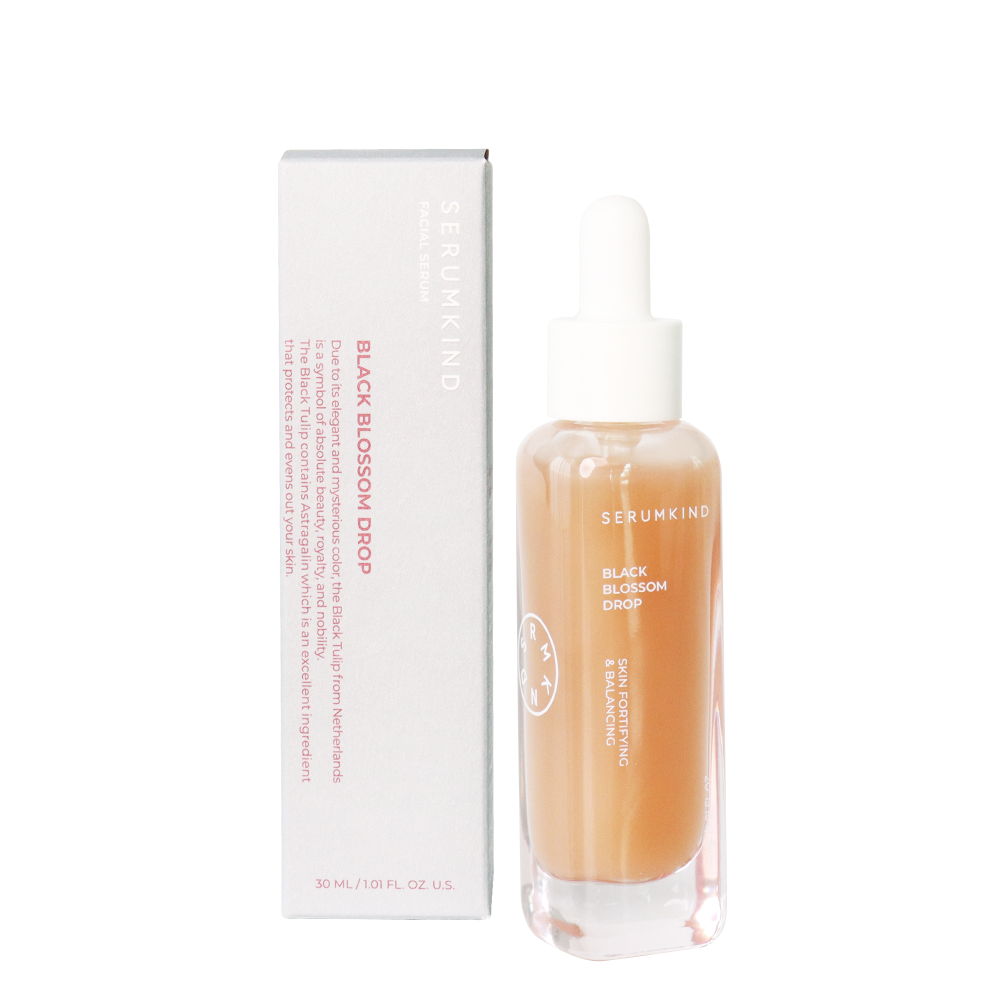 SERUMKIND
FACIAL SERUM
BLACK BLOSSOM DROP
Due to its elegant and mysterious color, the Black Tulip from Netherlands
is a symbol of absolute beauty, royalty, and nobility.
The Black Tulip contains Astragalin which is an excellent ingredient
that protects and evens out your skin.
30 ML / 1.01 FL. OZ. U.S.
SERUMKIND
BLACK
BLOSSOM
DROP
SKIN FORTIFYING
& BALANCING